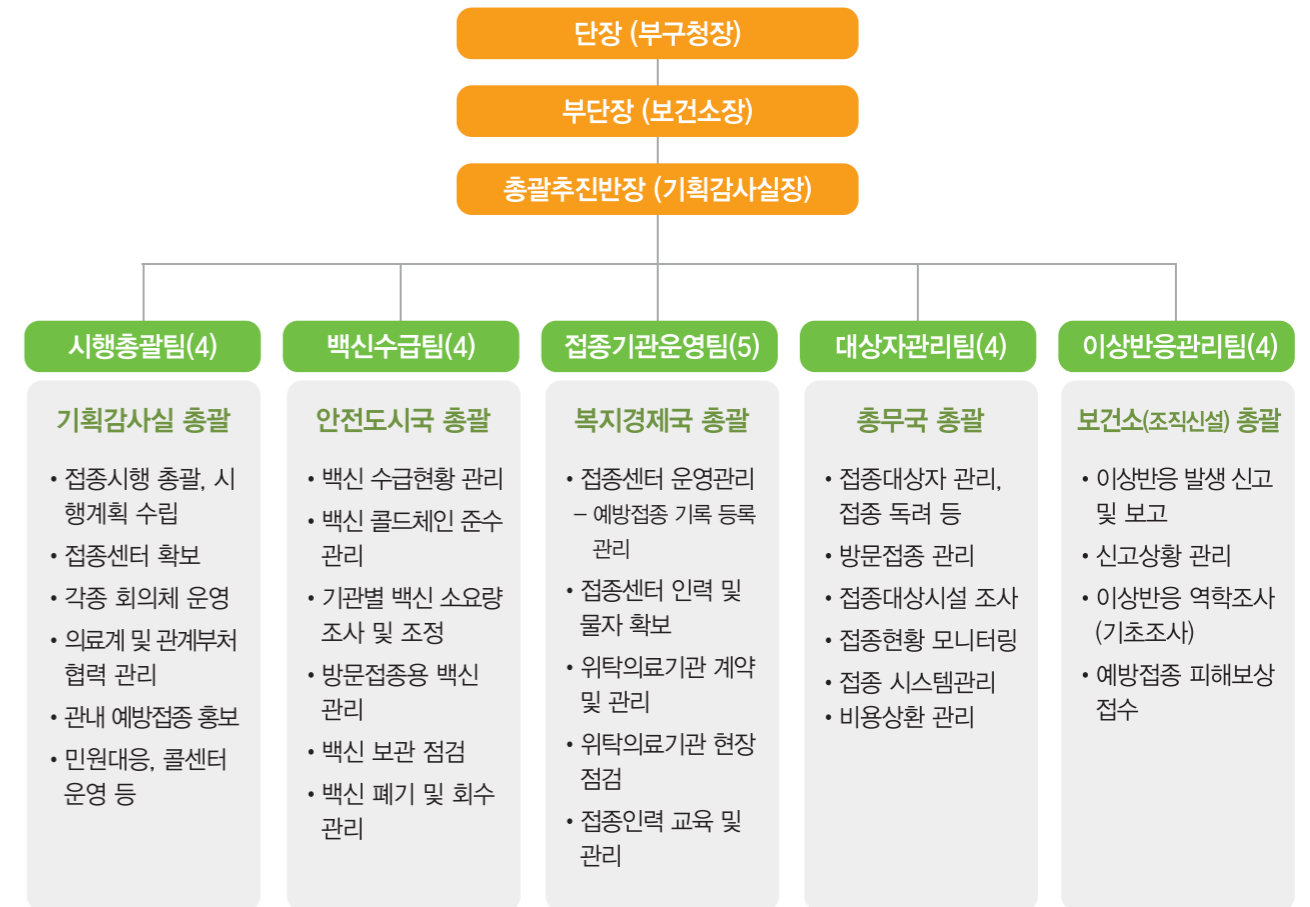 단장 (부구청장)
부단장 (보건소장)
총괄추진반장 (기획감사실장)
시행총괄팀(4)
기획감사실 총괄
• 접종시행 총괄, 시
행계획 수립
• 접종센터 확보
• 각종 회의체 운영
• 의료계 및 관계부처
협력 관리
• 관내 예방접종 홍보
• 민원대응, 콜센터
운영 등
백신수급팀(4)
안전도시국 총괄
• 백신 수급현황 관리
• 백신 콜드체인 준수
관리
• 기관별 백신 소요량
조사 및 조정
• 방문접종용 백신
관리
• 백신 보관 점검
• 백신 폐기 및 회수
관리
접종기관운영팀(5)
복지경제국 총괄
• 접종센터 운영관리
– 예방접종 기록 등록
관리
• 접종센터 인력 및
물자 확보
• 위탁의료기관 계약
및 관리
• 위탁의료기관 현장
점검
• 접종인력 교육 및
관리
대상자관리팀(4)
총무국 총괄
• 접종대상자 관리,
접종 독려 등
• 방문접종 관리
• 접종대상시설 조사
• 접종현황 모니터링
• 접종 시스템관리
• 비용상환 관리
이상반응관리팀(4)
보건소(조직신설) 총괄
• 이상반응 발생 신고
및 보고
• 신고상황 관리
• 이상반응 역학조사
(기초조사)
• 예방접종 피해보상
접수